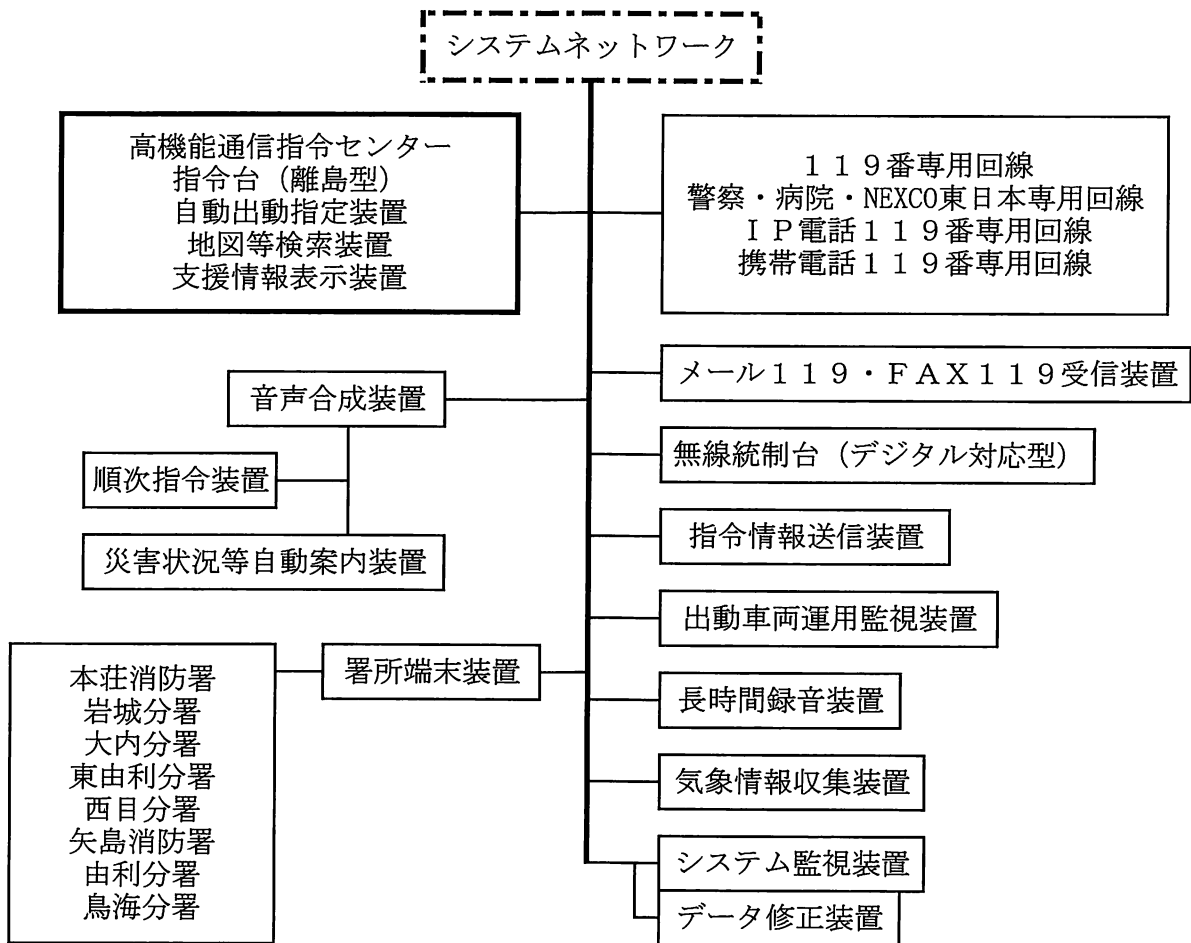 システムネットワーク
高機能通信指令センター
指令台（離島型）
自動出動指定装置
地図等検索装置
支援情報表示装置
１１９番専用回線
警察・病院・NEXCO東日本専用回線
ＩＰ電話１１９番専用回線
携帯電話１１９番専用回線
メール１１９・ＦＡＸ１１９受信装置
音声合成装置
無線統制台（デジタル対応型）
順次指令装置
指令情報送信装置
災害状況等自動案内装置
出動車両運用監視装置
署所端末装置
本荘消防署
岩城分署
大内分署
東由利分署
西目分署
矢島消防署
由利分署
鳥海分署
長時間録音装置
気象情報収集装置
システム監視装置
データ修正装置